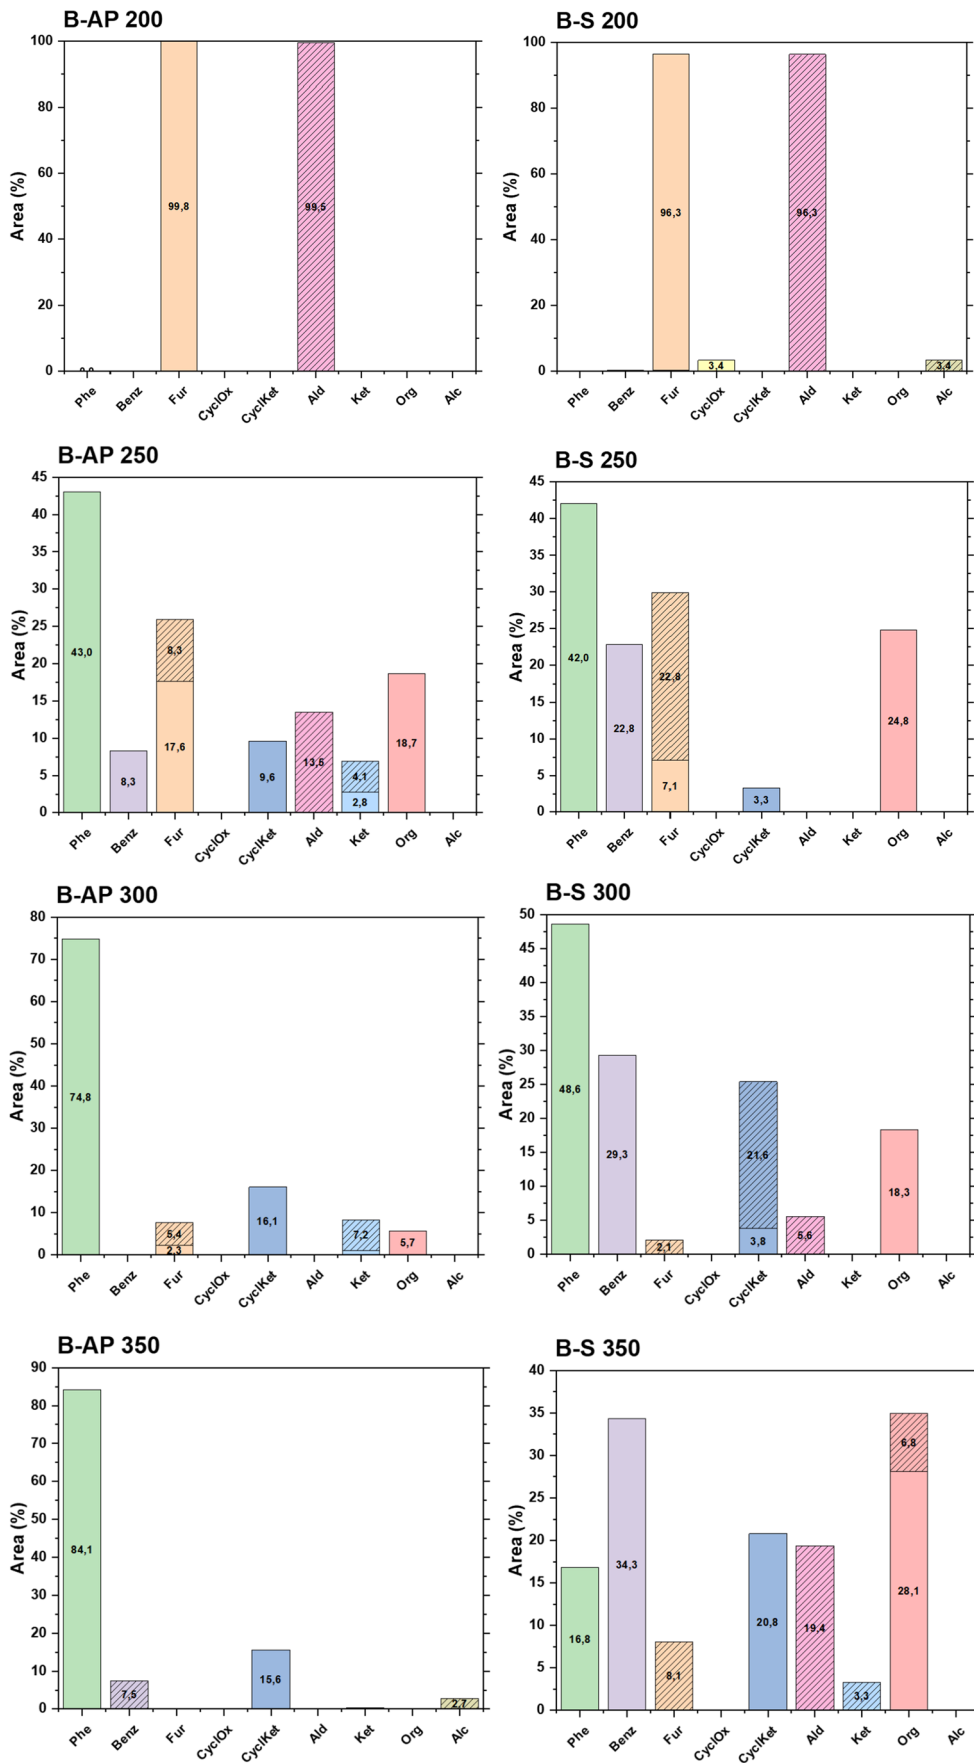 B-AP 200
Area (%)
100
80
60
40
20
0
99,8
99,5
Phe
Benz
Fur
CyclOx
CyclKet
Ald
Ket
Org
Alc
B-S 200
Area (%)
100
80
60
40
20
0
96,3
3,4
96,3
3,4
Phe
Benz
Fur
CyclOx
CyclKet
Ald
Ket
Org
Alc
B-AP 250
Area (%)
45
40
35
30
25
20
15
10
5
0
43,0
8,3
8,3
17,6
9,6
13,5
4,1
2,8
18,7
Phe
Benz
Fur
CyclOx
CyclKet
Ald
Ket
Org
Alc
B-S 250
Area (%)
45
40
35
30
25
20
15
10
5
0
42,0
22,8
22,8
7,1
3,3
24,8
Phe
Benz
Fur
CyclOx
CyclKet
Ald
Ket
Org
Alc
B-AP 300
Area (%)
80
70
60
50
40
30
20
10
0
74,8
5,4
2,3
16,1
7,2
5,7
Phe
Benz
Fur
CyclOx
CyclKet
Ald
Ket
Org
Alc
B-S 300
Area (%)
50
45
40
35
30
25
20
15
10
5
0
48,6
29,3
2,1
21,6
3,8
5,6
18,3
Phe
Benz
Fur
CyclOx
CyclKet
Ald
Ket
Org
Alc
B-AP 350
Area (%)
90
80
70
60
50
40
30
20
10
0
84,1
7,5
15,6
2,7
Phe
Benz
Fur
CyclOx
CyclKet
Ald
Ket
Org
Alc
B-S 350
Area (%)
40
35
30
25
20
15
10
5
0
16,8
34,3
8,1
20,8
19,4
3,3
6,8
28,1
Phe
Benz
Fur
CyclOx
CyclKet
Ald
Ket
Org
Alc